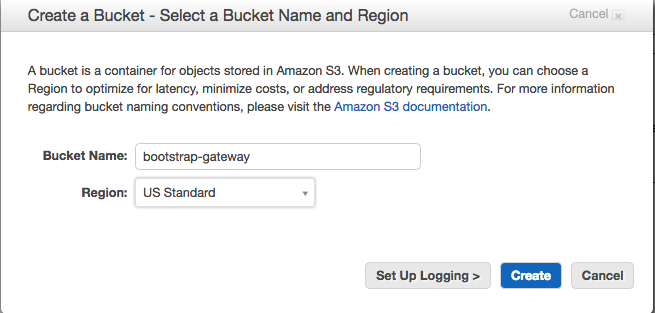 Create a Bucket - Select a Bucket Name and Region
Cancel x
A bucket is a container for objects stored in Amazon S3. When creating a bucket, you can choose a
Region to optimize for latency, minimize costs, or address regulatory requirements. For more information
regarding bucket naming conventions, please visit the Amazon S3 documentation.
Bucket Name: bootstrap-gateway
Region: US Standard
Set Up Logging > Create Cancel